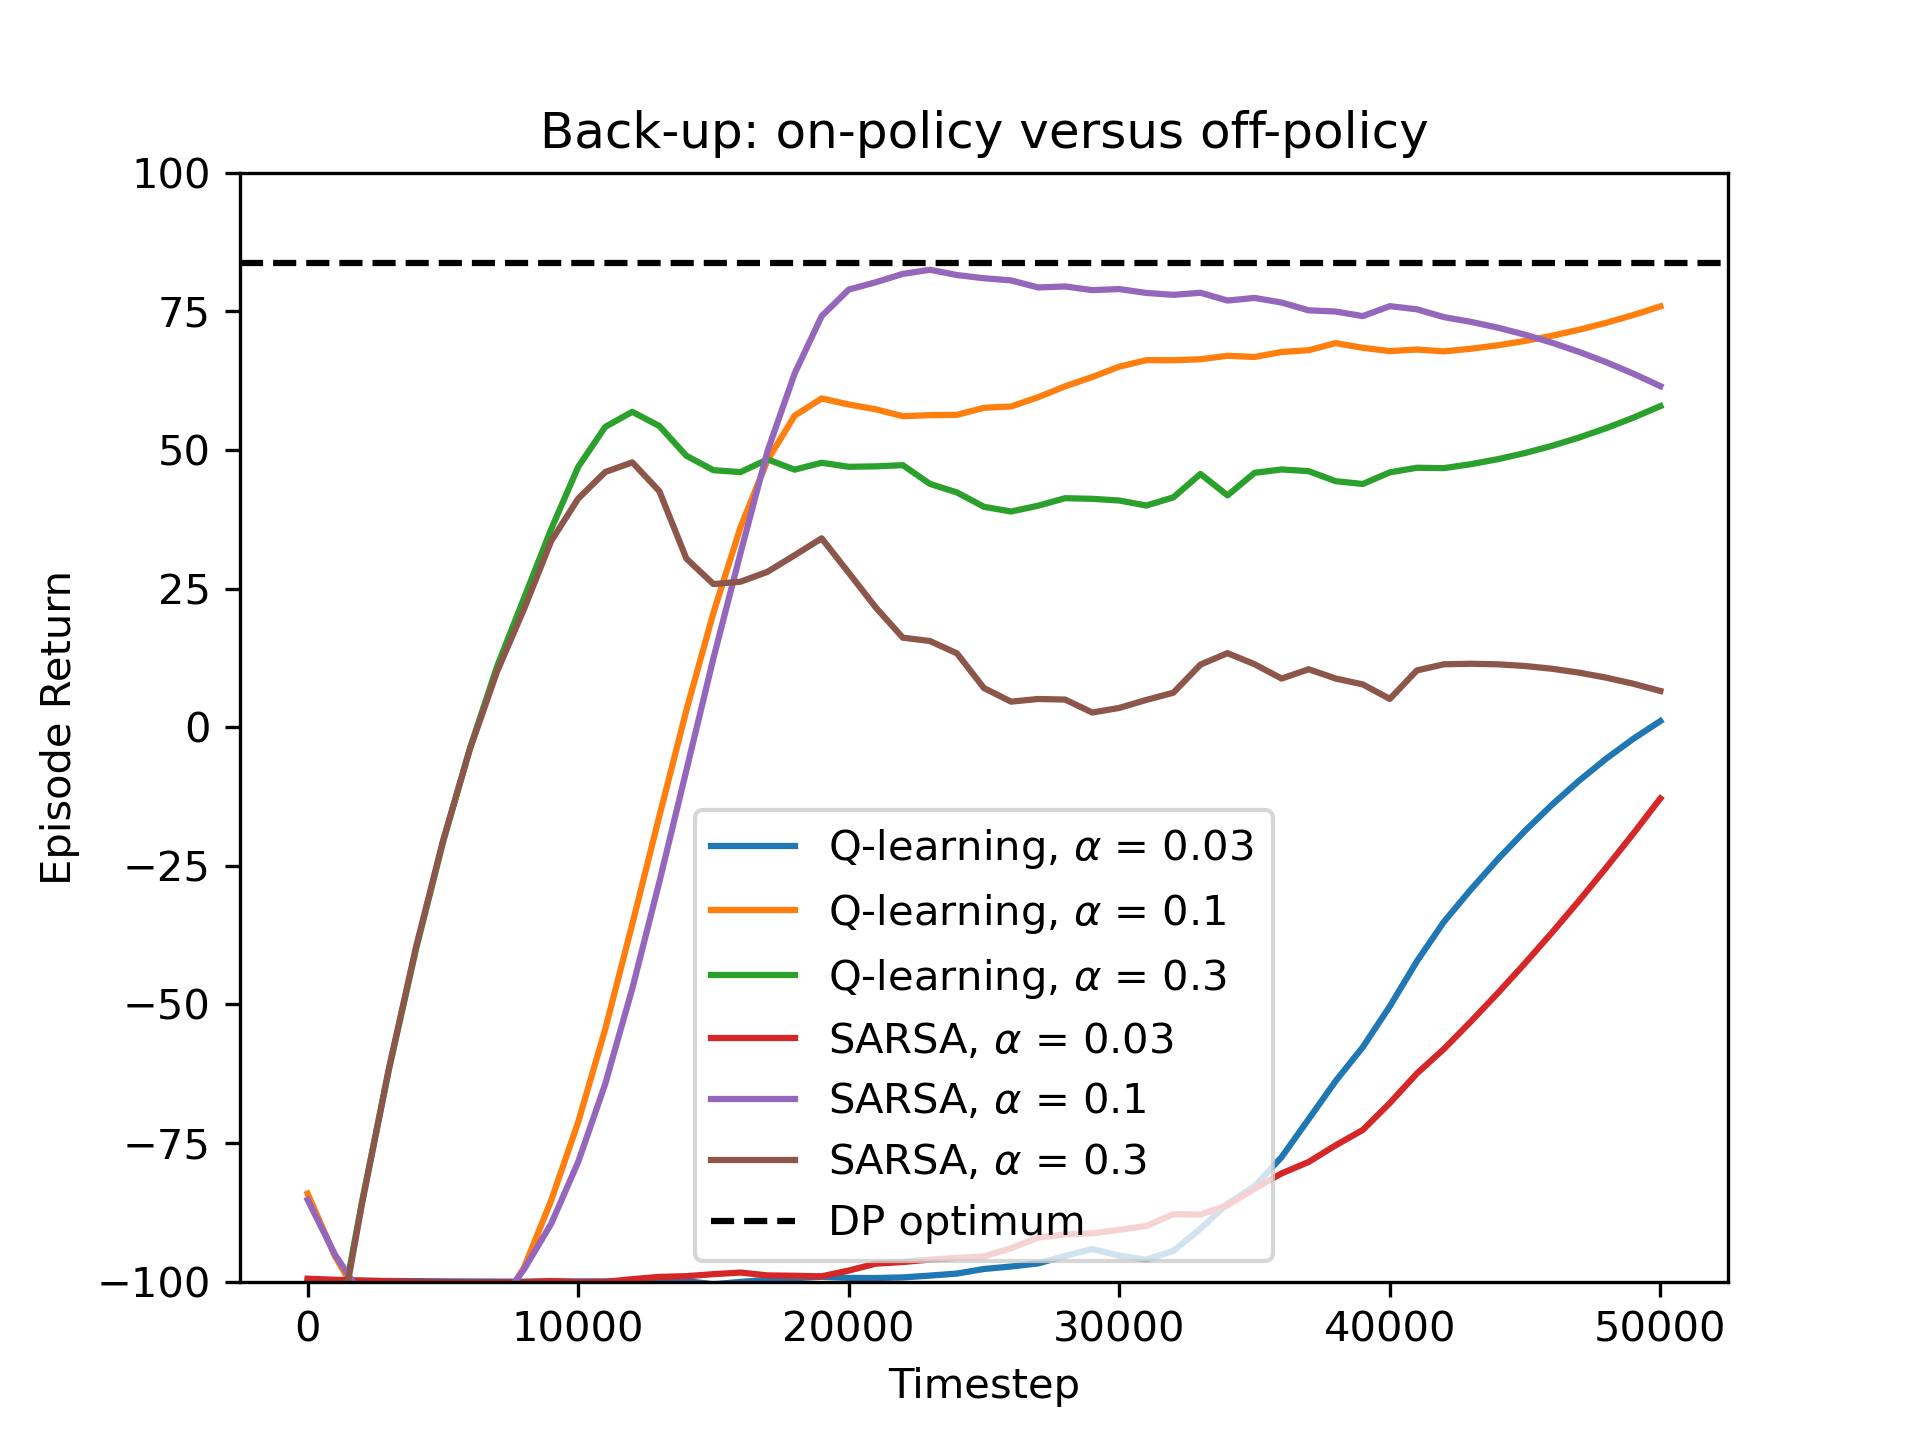 Back-up: on-policy versus off-policy
100
75
50
25
0
−25
−50
−75
−100
Episode Return
Q-learning, α = 0.03
Q-learning, α = 0.1
Q-learning, α = 0.3
SARSA, α = 0.03
SARSA, α = 0.1
SARSA, α = 0.3
DP optimum
0 10000 20000 30000 40000 50000
Timestep